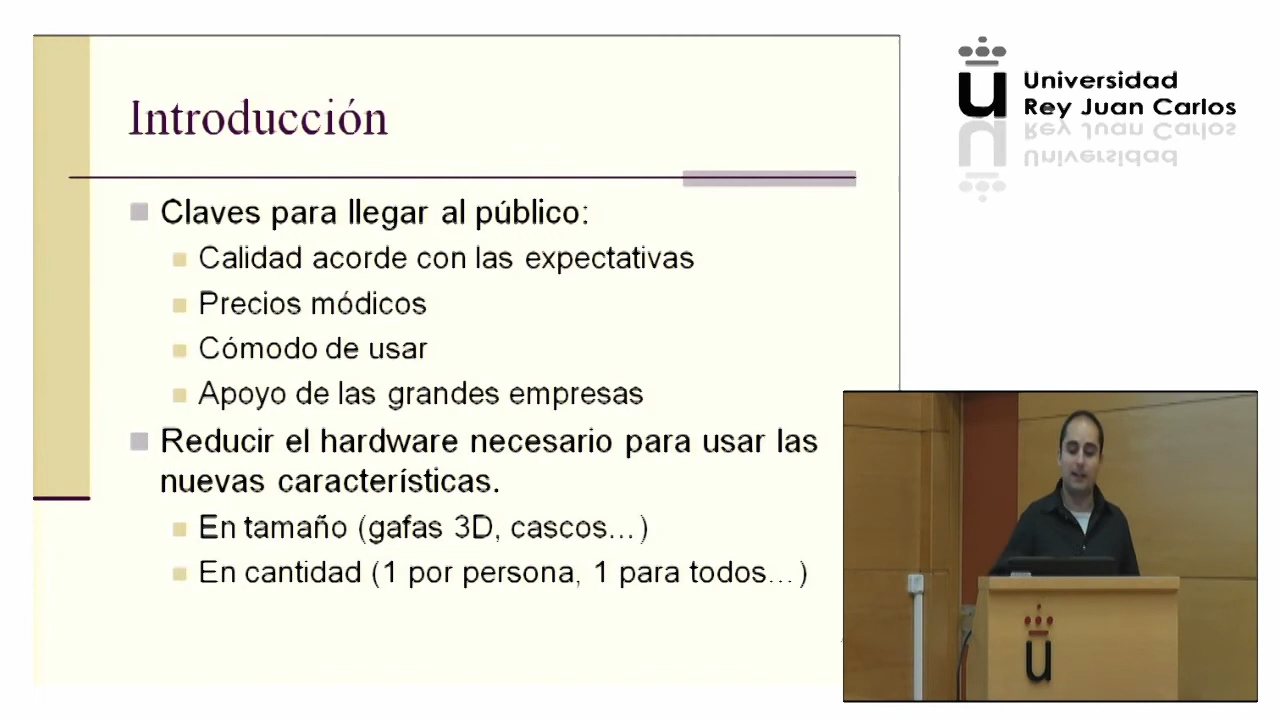 Introducción
Claves para llegar al público:
Calidad acorde con las expectativas
Precios módicos
Cómodo de usar
Apoyo de las grandes empresas
Reducir el hardware necesario para usar las
nuevas características.
En tamaño (gafas 3D, cascos...)
En cantidad (1 por persona, 1 para todos...)
u
Universidad
Rey Juan Carlos
u